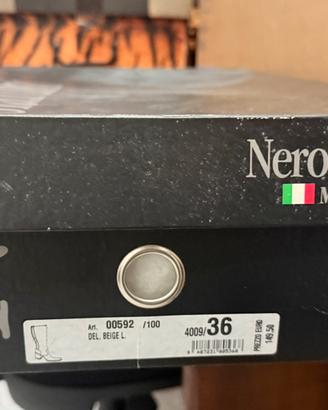 Nero
M
Art. 00592 /100
DEL. BEIGE L.
4009/36
PREZZO EURO
149.50